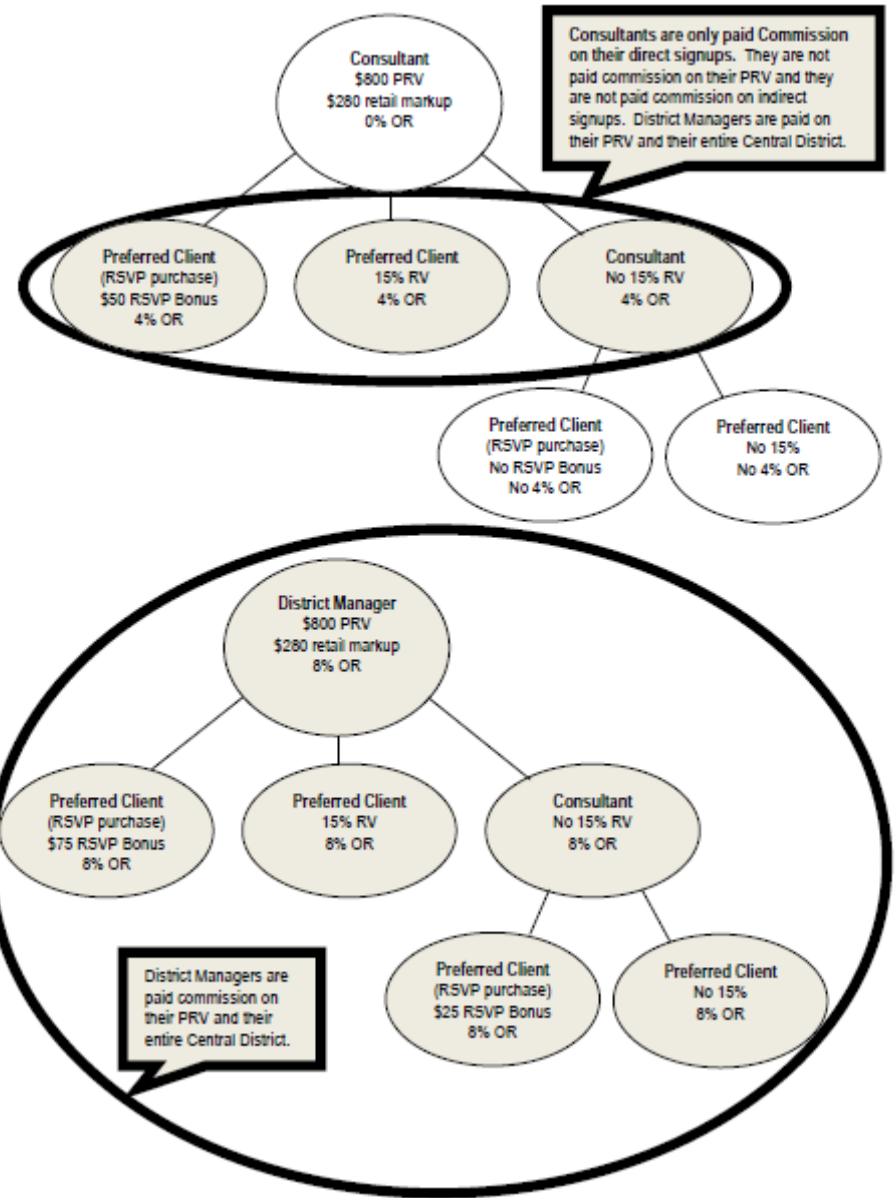 Consultant
$800 PRV
$280 retail markup
0% OR
Consultants are only paid Commission
on their direct signups. They are not
paid commission on their PRV and they
are not paid commission on indirect
signups. District Managers are paid on
their PRV and their entire Central District.
Preferred Client
(RSVP purchase)
$50 RSVP Bonus
4% OR
Preferred Client
15% RV
4% OR
Consultant
No 15% RV
4% OR
Preferred Client
(RSVP purchase)
No RSVP Bonus
No 4% OR
Preferred Client
No 15%
No 4% OR
District Manager
$800 PRV
$280 retail markup
8% OR
Preferred Client
(RSVP purchase)
$75 RSVP Bonus
8% OR
Preferred Client
15% RV
8% OR
Consultant
No 15% RV
8% OR
Preferred Client
(RSVP purchase)
$25 RSVP Bonus
8% OR
Preferred Client
No 15%
8% OR
District Managers are
paid commission on
their PRV and their
entire Central District.